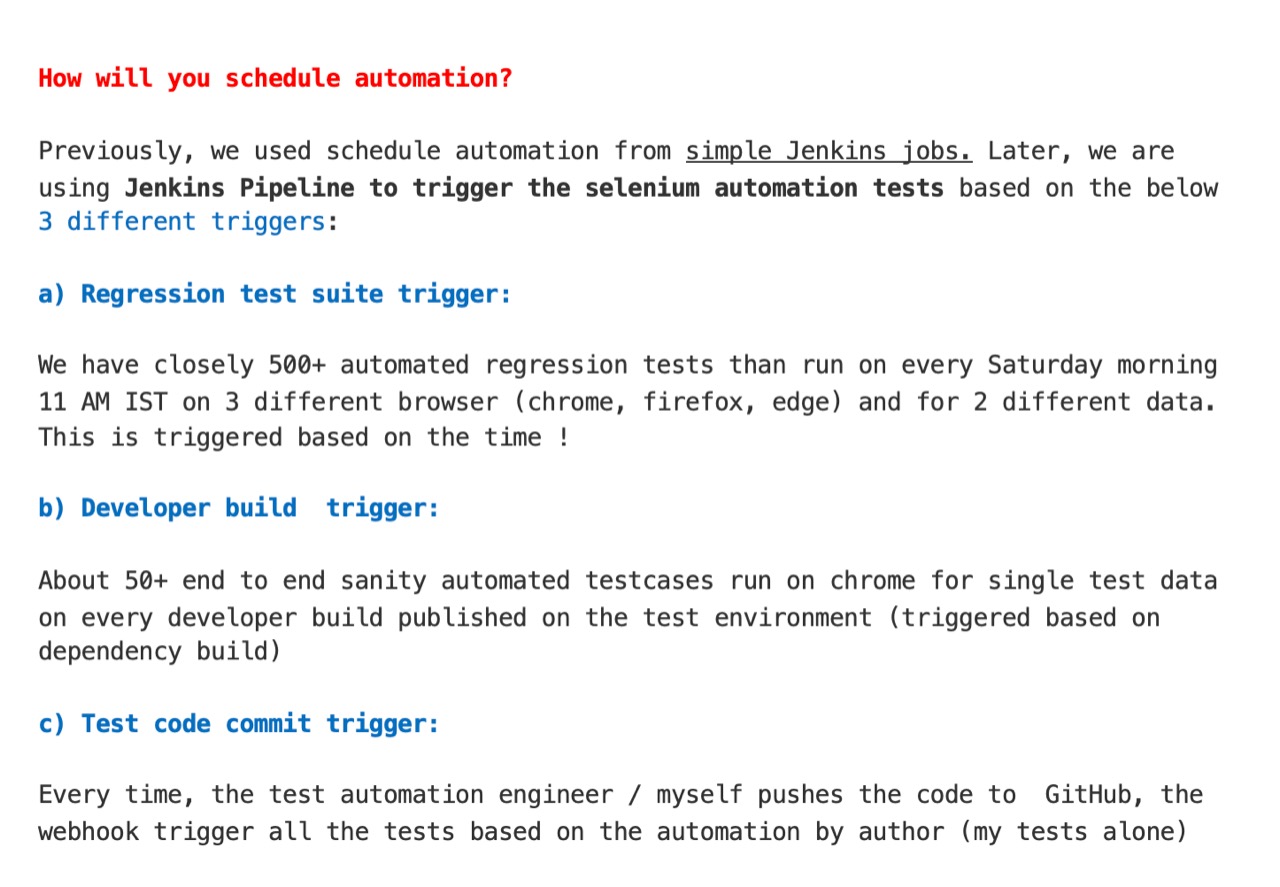 How will you schedule automation?
Previously, we used schedule automation from simple Jenkins jobs. Later, we are
using Jenkins Pipeline to trigger the selenium automation tests based on the below
3 different triggers:
a) Regression test suite trigger:
We have closely 500+ automated regression tests than run on every Saturday morning
11 AM IST on 3 different browser (chrome, firefox, edge) and for 2 different data.
This is triggered based on the time !
b) Developer build  trigger:
About 50+ end to end sanity automated testcases run on chrome for single test data
on every developer build published on the test environment (triggered based on
dependency build)
c) Test code commit trigger:
Every time, the test automation engineer / myself pushes the code to  GitHub, the
webhook trigger all the tests based on the automation by author (my tests alone)